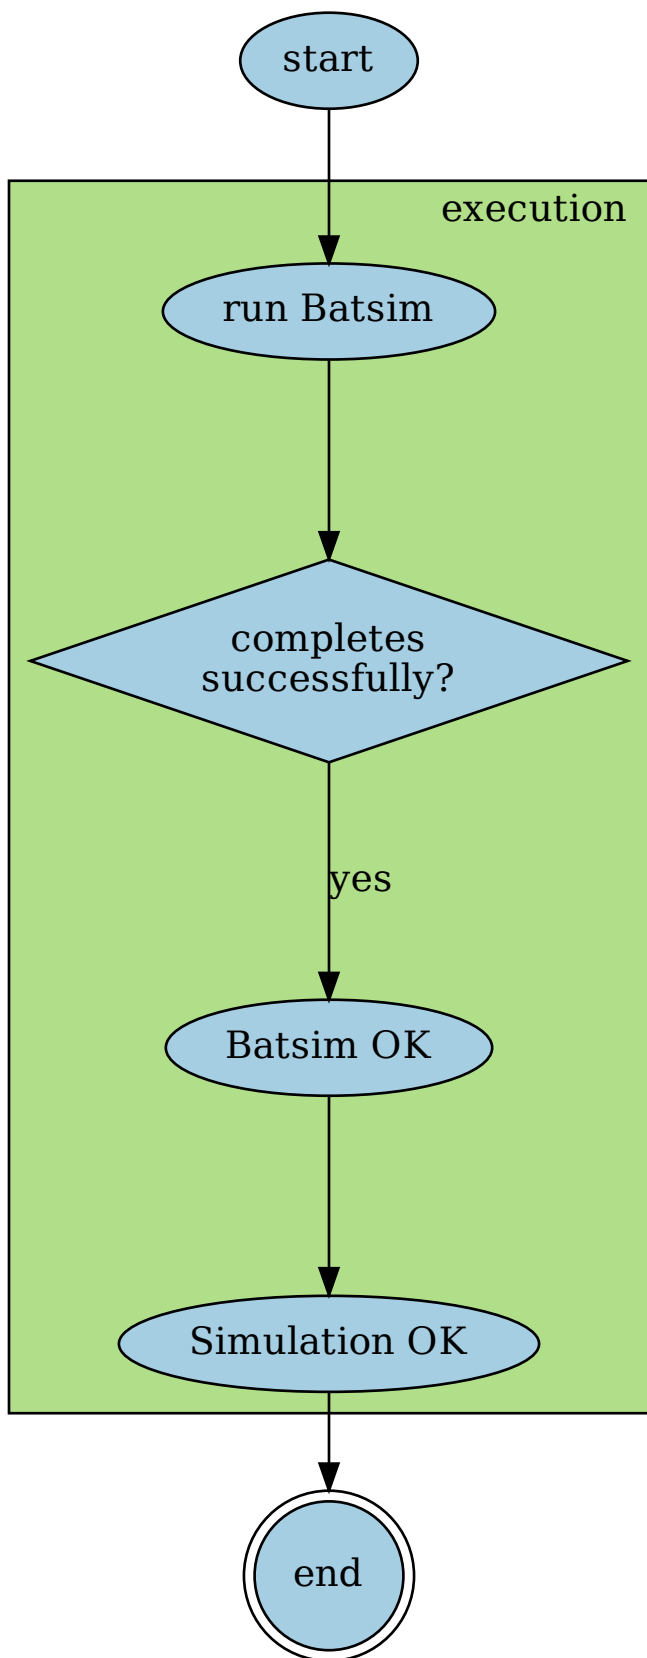 start
execution
run Batsim
completes
successfully?
yes
Batsim OK
Simulation OK
end